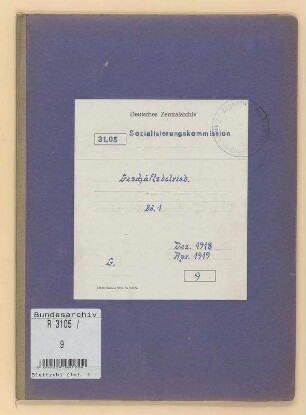 Deutsches Zentralarchiv
31.05 Sozialisierungskommission
Geschäftsbetrieb.
Bd. 1
Dez. 1918
Apr. 1919
G.
9
Bundesarchiv
R 3105 /
9